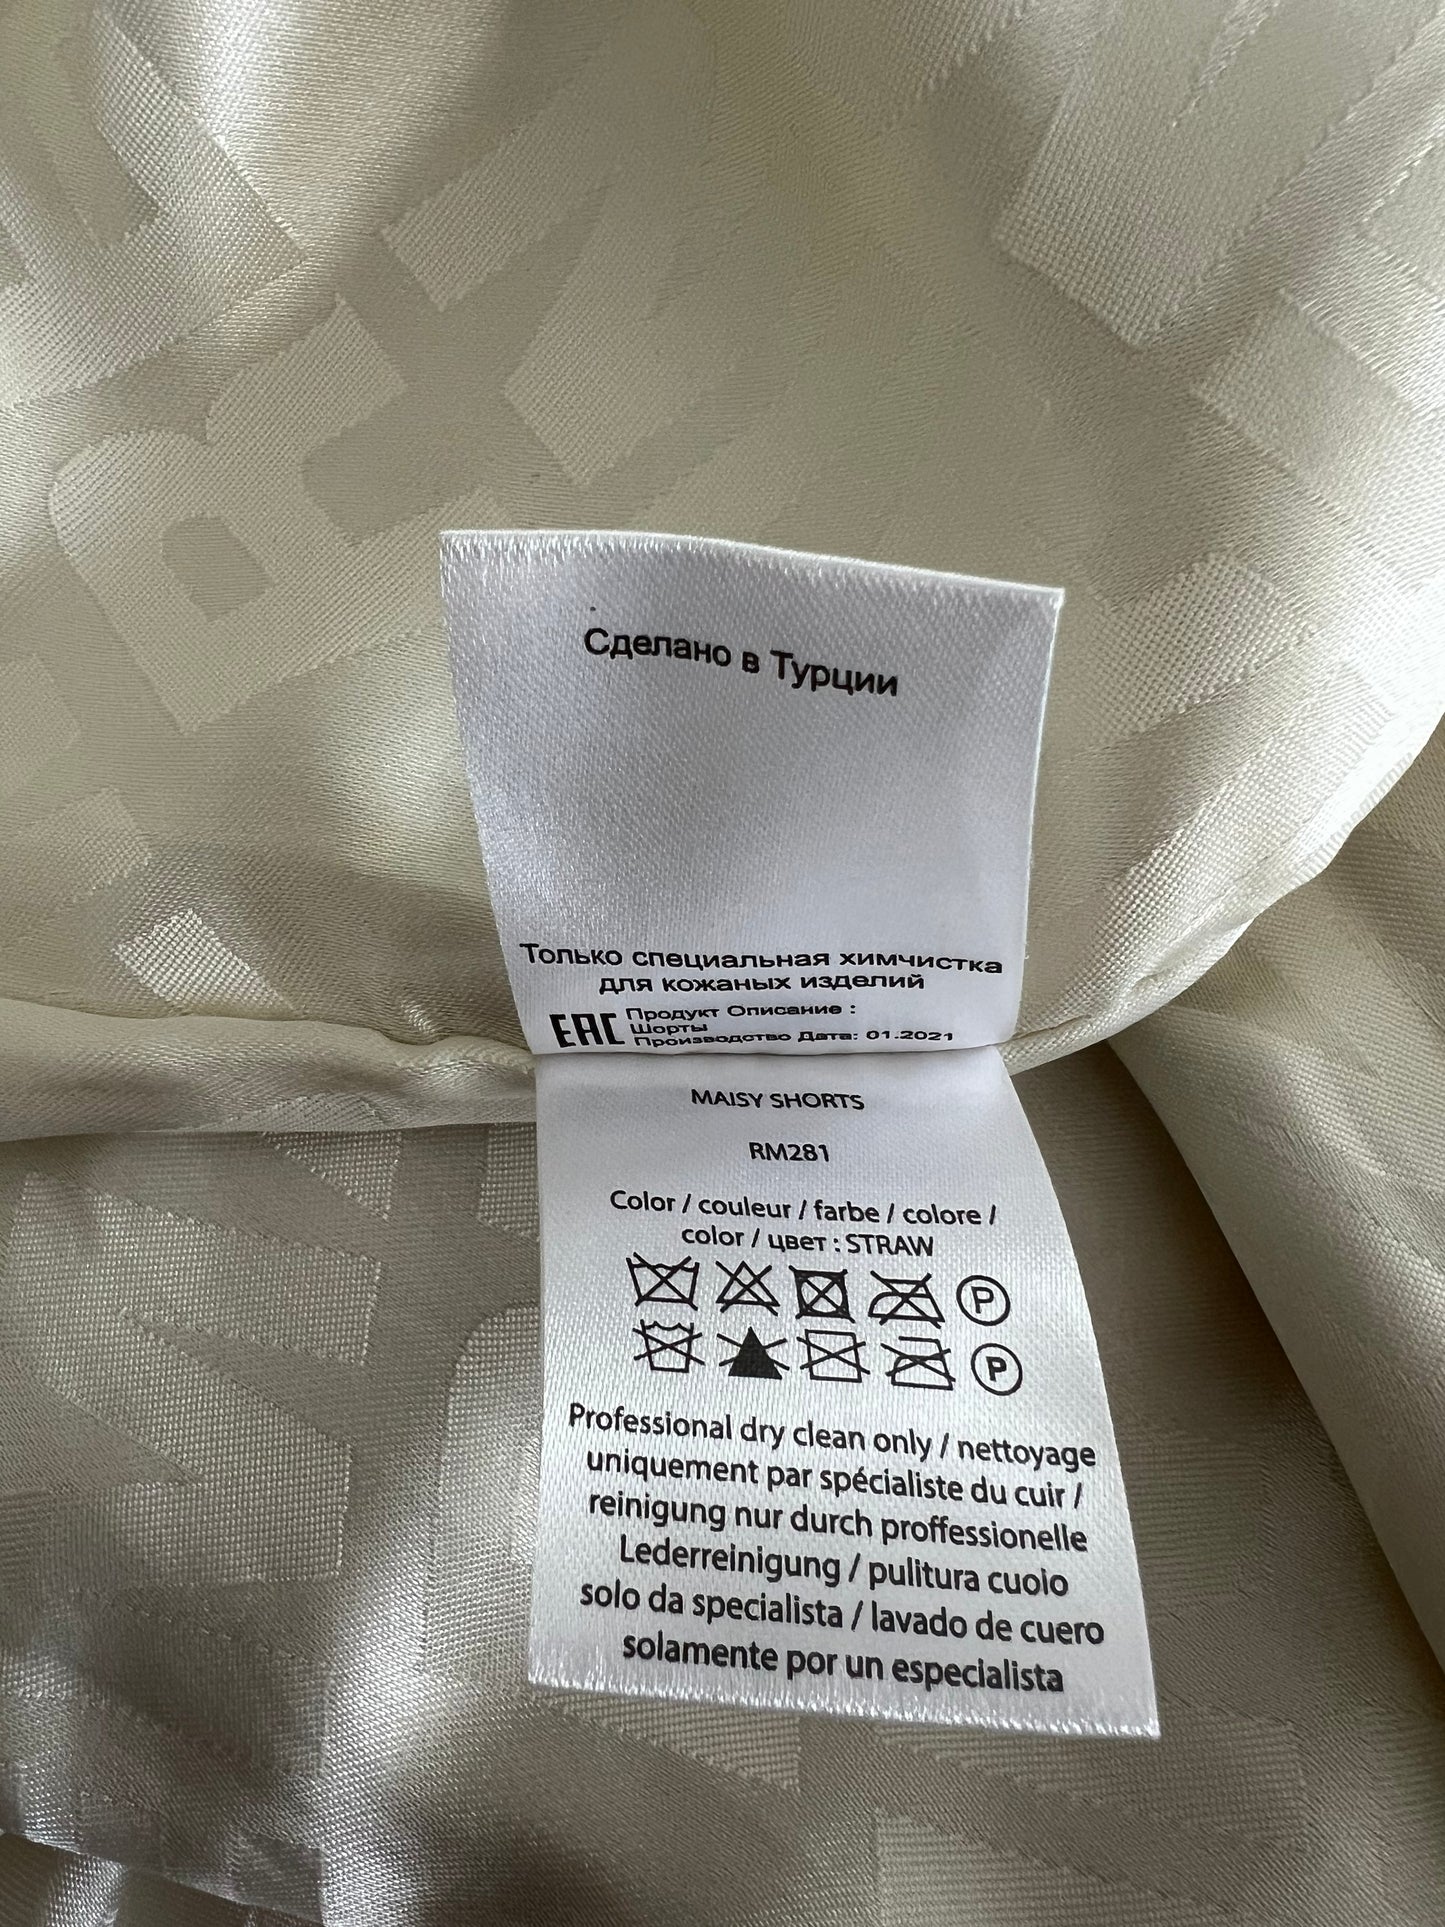 Сделано в Турции
Только специальная химчистка
для кожаных изделий
EAC
Продукт Описание :
Шорты
Производство Дата: 01.2021
MAISY SHORTS
RM281
Color / couleur / farbe / colore /
color / цвет : STRAW
P
P
Professional dry clean only / nettoyage
uniquement par spécialiste du cuir /
reinigung nur durch proffessionelle
Lederreinigung / pulitura cuoio
solo da specialista / lavado de cuero
solamente por un especialista